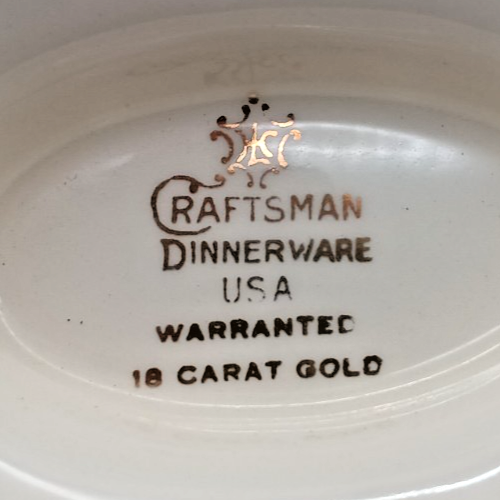 CRAFTSMAN
DINNERWARE
USA
WARRANTED
18 CARAT GOLD